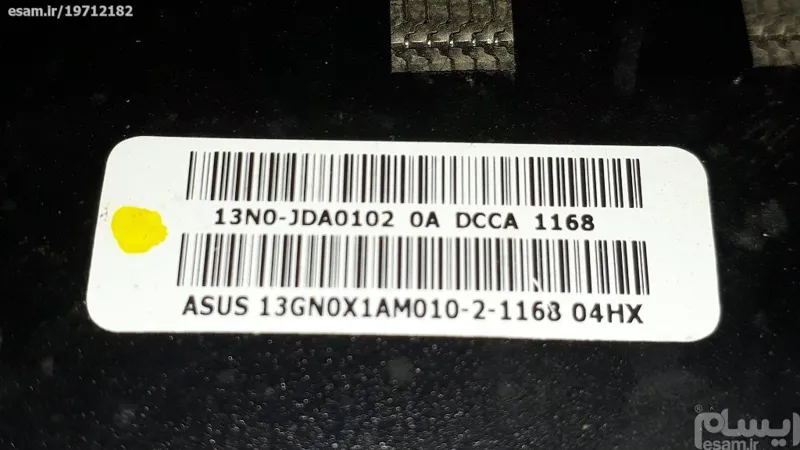 esam.ir/19712182
13N0-JDA0102 0A DCCA 1168
ASUS 13GN0X1AM010-2-1168 04HX
ایسام
esam.ir